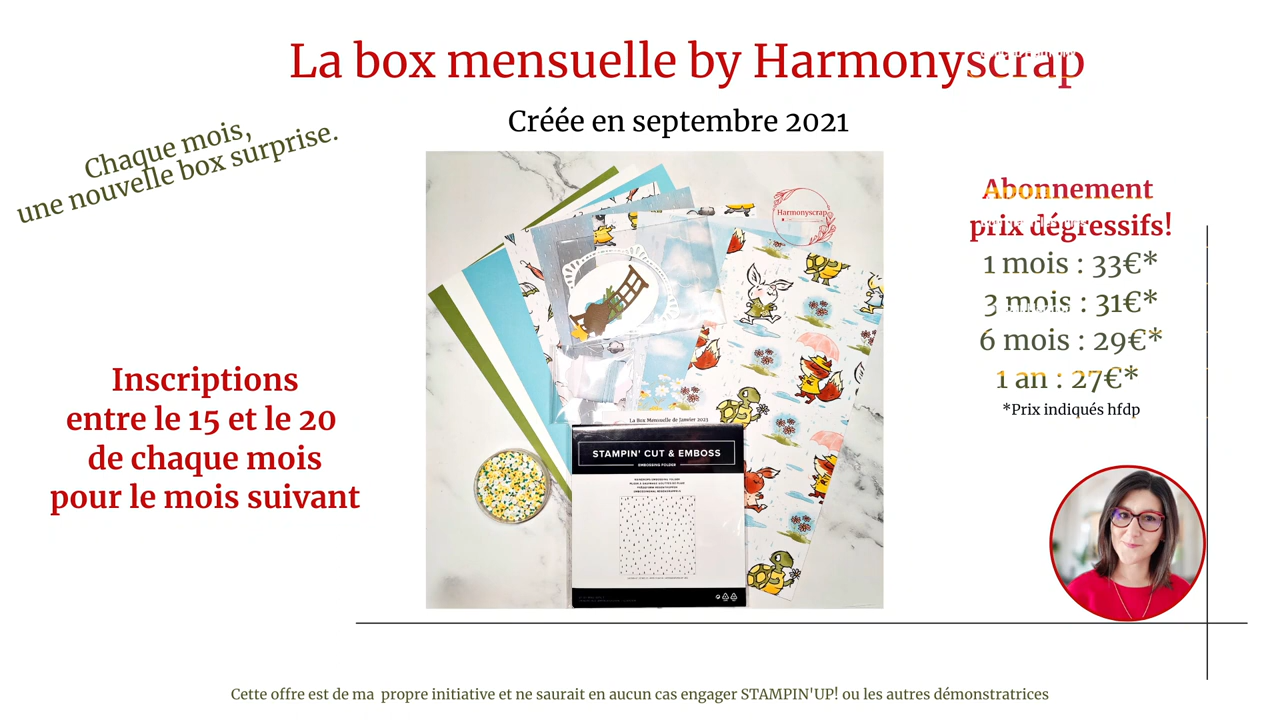 La box mensuelle by Harmonyscrap
Créée en septembre 2021
Chaque mois,
une nouvelle box surprise.
Harmonyscrap
Abonnement
prix dégressifs!
1 mois : 33€*
3 mois : 31€*
6 mois : 29€*
1 an : 27€*
*Prix indiqués hfdp
Inscriptions
entre le 15 et le 20
de chaque mois
pour le mois suivant
La Box Mensuelle de Janvier 2023
STAMPIN' CUT & EMBOSS
EMBOSSING FOLDER
Cette offre est de ma propre initiative et ne saurait en aucun cas engager STAMPIN'UP! ou les autres démonstratrices